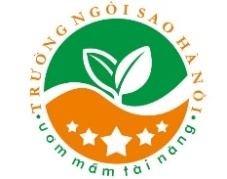 TRƯỜNG NGÔI SAO HÀ NỘI
ươm mầm tài năng